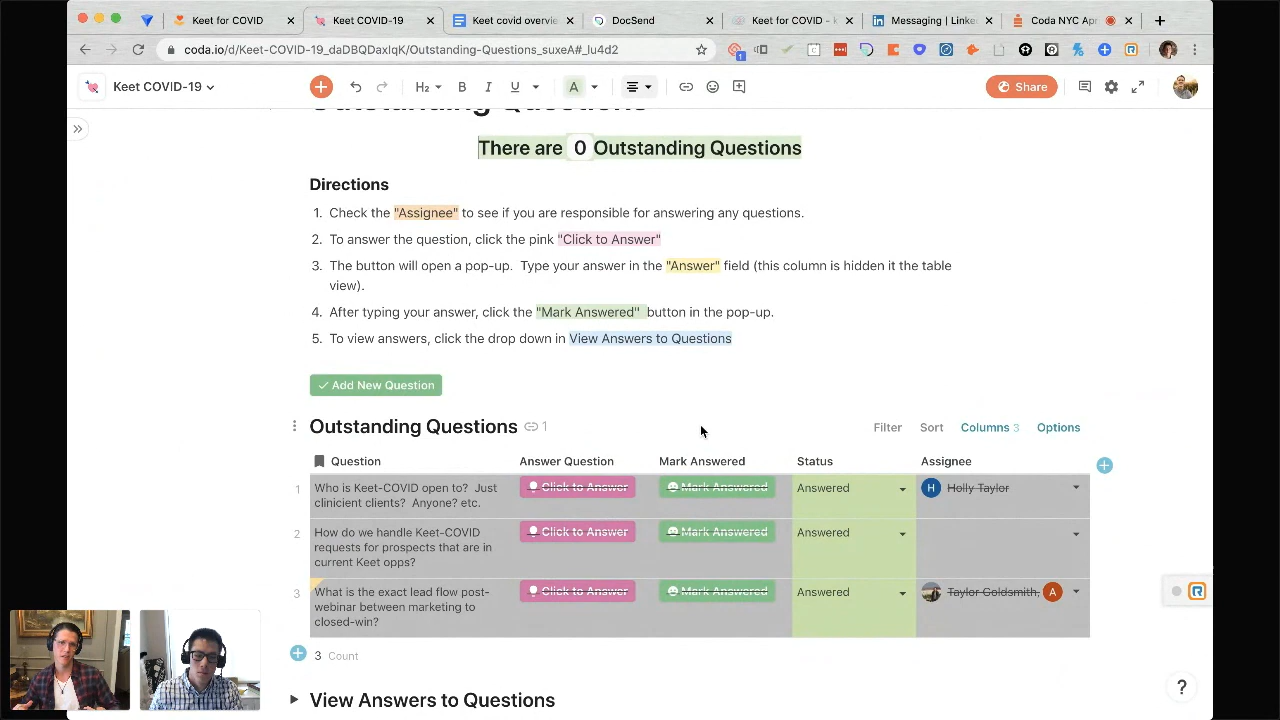 Keet for COVID
Keet COVID-19
Keet covid overvie
DocSend
Keet for COVID - k
Messaging | Linke
Coda NYC Apr
coda.io/d/Keet-COVID-19_daDBQDaxIqK/Outstanding-Questions_suxeA#_lu4d2
1
Keet COVID-19
H2
B
I
U
A
Share
Outstanding Questions
There are 0 Outstanding Questions
Directions
1. Check the "Assignee" to see if you are responsible for answering any questions.
2. To answer the question, click the pink "Click to Answer"
3. The button will open a pop-up. Type your answer in the "Answer" field (this column is hidden it the table
view).
4. After typing your answer, click the "Mark Answered" button in the pop-up.
5. To view answers, click the drop down in View Answers to Questions
Add New Question
Outstanding Questions 1
Filter Sort Columns 3 Options
Question Answer Question Mark Answered Status Assignee
1 Who is Keet-COVID open to? Just
clinicient clients? Anyone? etc.
Click to Answer Mark Answered Answered H Holly Taylor
2 How do we handle Keet-COVID
requests for prospects that are in
current Keet opps?
Click to Answer Mark Answered Answered
3 What is the exact lead flow post-
webinar between marketing to
closed-win?
Click to Answer Mark Answered Answered Taylor Goldsmith, A
3 Count
View Answers to Questions
?